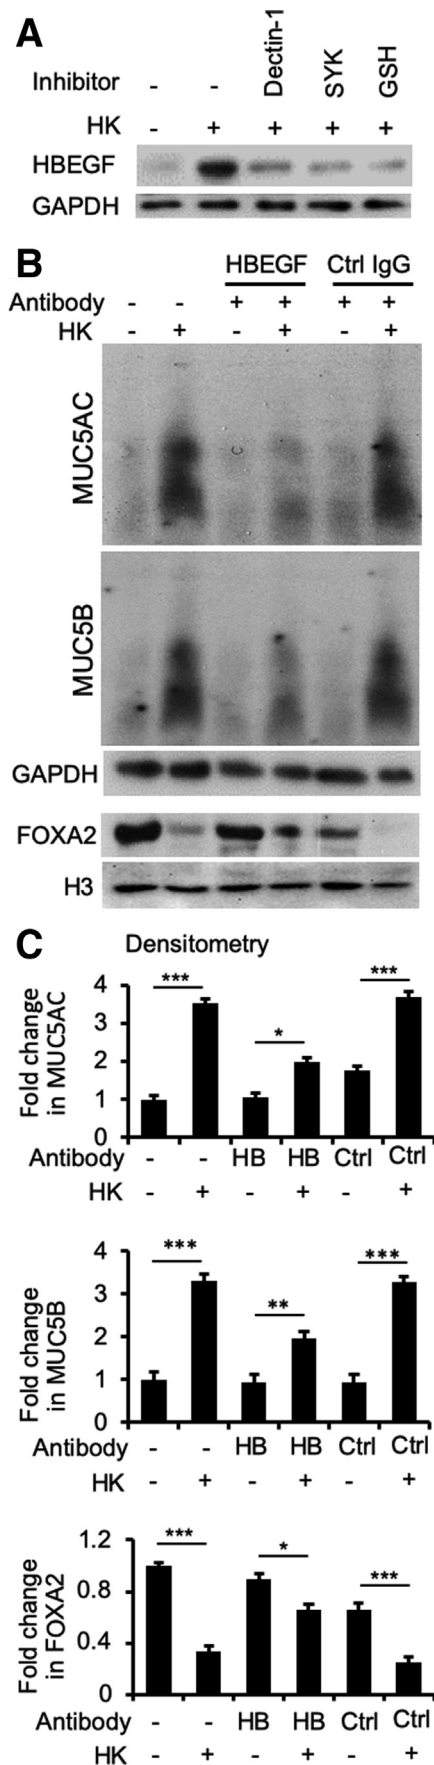 A
Inhibitor - - Dectin-1 SYK GSH
HK - + + + +
HBEGF
GAPDH
B
HBEGF Ctrl IgG
Antibody - - + + + +
HK - + - + - +
MUC5AC
MUC5B
GAPDH
FOXA2
H3
C
Densitometry
Fold change
in MUC5AC
4
3
2
1
0
*** * ***
Antibody - - HB HB Ctrl Ctrl
HK - + - + - +
Fold change
in MUC5B
4
3
2
1
0
*** ** ***
Antibody - - HB HB Ctrl Ctrl
HK - + - + - +
Fold change
in FOXA2
1.2
0.8
0.4
0
*** * ***
Antibody - - HB HB Ctrl Ctrl
HK - + - + - +